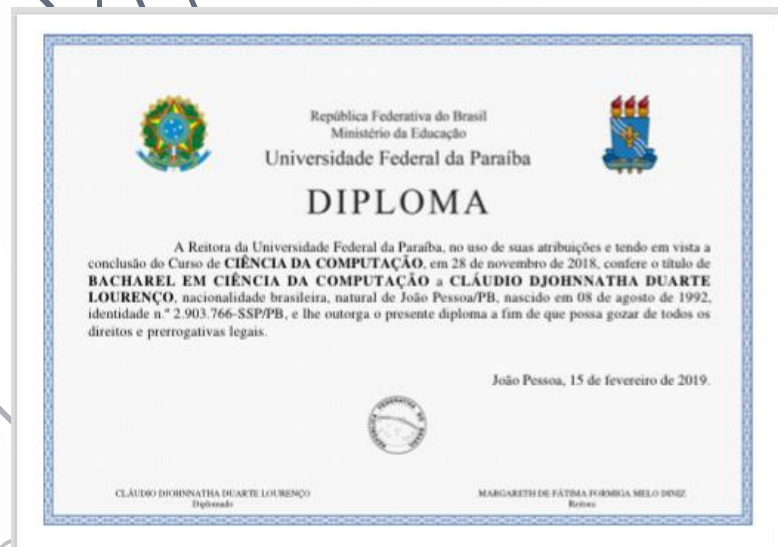 República Federativa do Brasil
Ministério da Educação
Universidade Federal da Paraíba
DIPLOMA
A Reitora da Universidade Federal da Paraíba, no uso de suas atribuições e tendo em vista a
conclusão do Curso de CIÊNCIA DA COMPUTAÇÃO, em 28 de novembro de 2018, confere o título de
BACHAREL EM CIÊNCIA DA COMPUTAÇÃO a CLÁUDIO DJOHNNATHA DUARTE
LOURENÇO, nacionalidade brasileira, natural de João Pessoa/PB, nascido em 08 de agosto de 1992,
identidade n.º 2.903.766-SSP/PB, e lhe outorga o presente diploma a fim de que possa gozar de todos os
direitos e prerrogativas legais.
João Pessoa, 15 de fevereiro de 2019.
REPÚBLICA FEDERATIVA DO BRASIL
CLÁUDIO DJOHNNATHA DUARTE LOURENÇO
Diplomado
MARGARETH DE FÁTIMA FORMIGA MELO DINIZ
Reitora